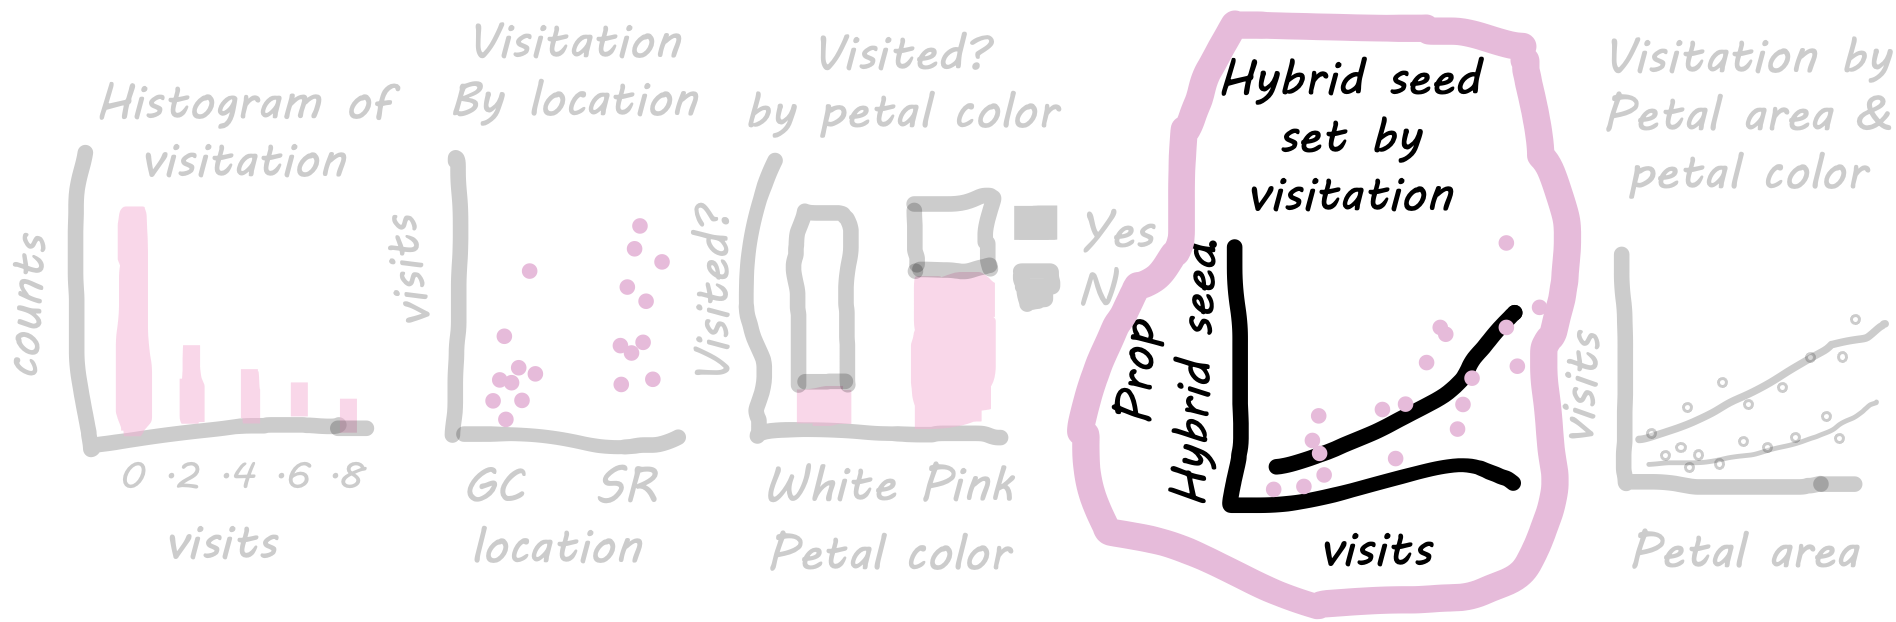 Histogram of
visitation
counts
0 .2 .4 .6 .8
visits
Visitation
By location
visits
GC SR
location
Visited?
by petal color
Visited?
Yes
N
White Pink
Petal color
Hybrid seed
set by
visitation
Prop
Hybrid seed
visits
Visitation by
Petal area &
petal color
visits
Petal area